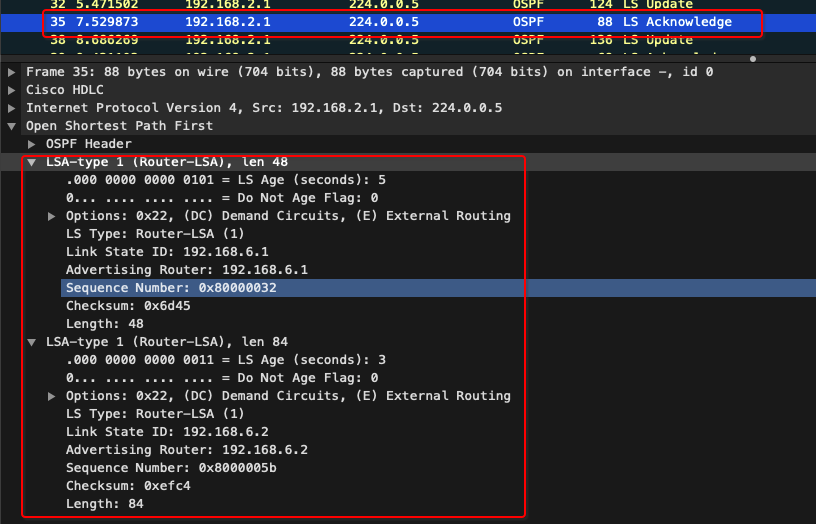 32 5.471502 192.168.2.1 224.0.0.5 OSPF 124 LS Update
35 7.529873 192.168.2.1 224.0.0.5 OSPF 88 LS Acknowledge
38 8.686269 192.168.2.1 224.0.0.5 OSPF 136 LS Update
Frame 35: 88 bytes on wire (704 bits), 88 bytes captured (704 bits) on interface -, id 0
Cisco HDLC
Internet Protocol Version 4, Src: 192.168.2.1, Dst: 224.0.0.5
Open Shortest Path First
OSPF Header
LSA-type 1 (Router-LSA), len 48
.000 0000 0000 0101 = LS Age (seconds): 5
0... .... .... .... = Do Not Age Flag: 0
Options: 0x22, (DC) Demand Circuits, (E) External Routing
LS Type: Router-LSA (1)
Link State ID: 192.168.6.1
Advertising Router: 192.168.6.1
Sequence Number: 0x80000032
Checksum: 0x6d45
Length: 48
LSA-type 1 (Router-LSA), len 84
.000 0000 0000 0011 = LS Age (seconds): 3
0... .... .... .... = Do Not Age Flag: 0
Options: 0x22, (DC) Demand Circuits, (E) External Routing
LS Type: Router-LSA (1)
Link State ID: 192.168.6.2
Advertising Router: 192.168.6.2
Sequence Number: 0x8000005b
Checksum: 0xefc4
Length: 84